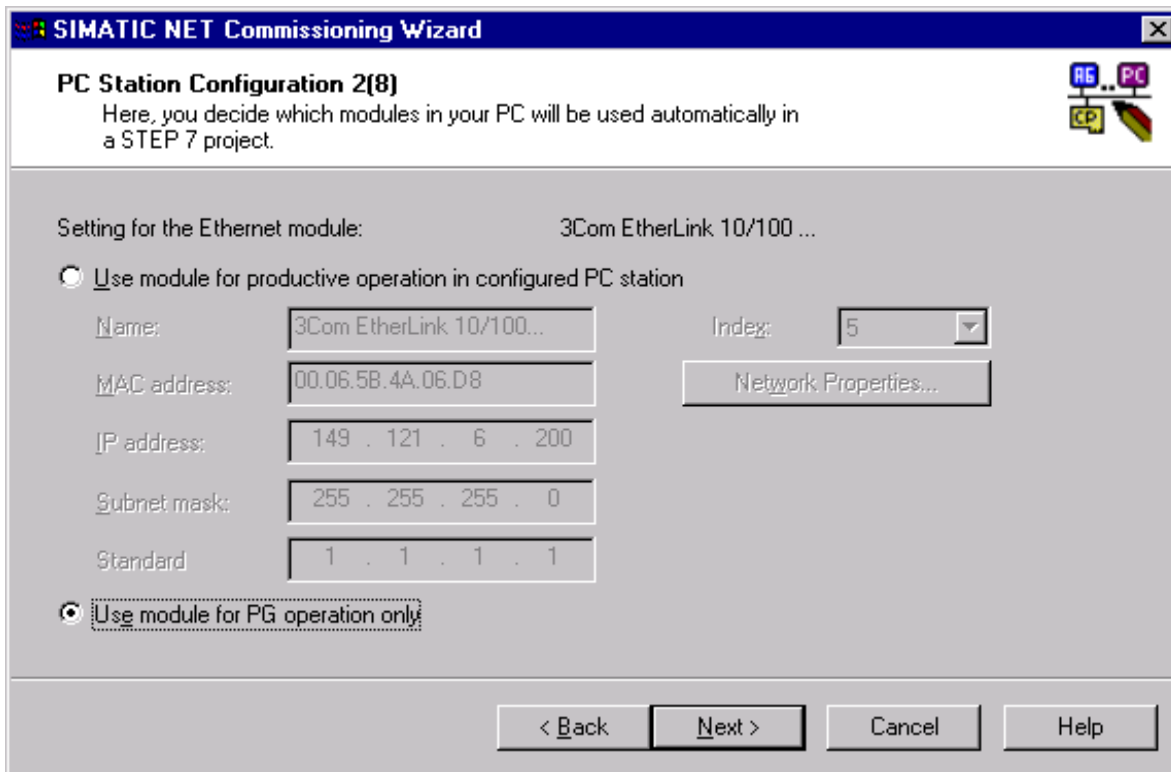 SIMATIC NET Commissioning Wizard
PC Station Configuration 2(8)
Here, you decide which modules in your PC will be used automatically in
a STEP 7 project.
AG..PC
CP
Setting for the Ethernet module: 3Com EtherLink 10/100 ...
Use module for productive operation in configured PC station
Name: 3Com EtherLink 10/100... Index: 5
MAC address: 00.06.5B.4A.06.D8 Network Properties...
IP address: 149 . 121 . 6 . 200
Subnet mask: 255 . 255 . 255 . 0
Standard 1 . 1 . 1 . 1
Use module for PG operation only
< Back Next > Cancel Help